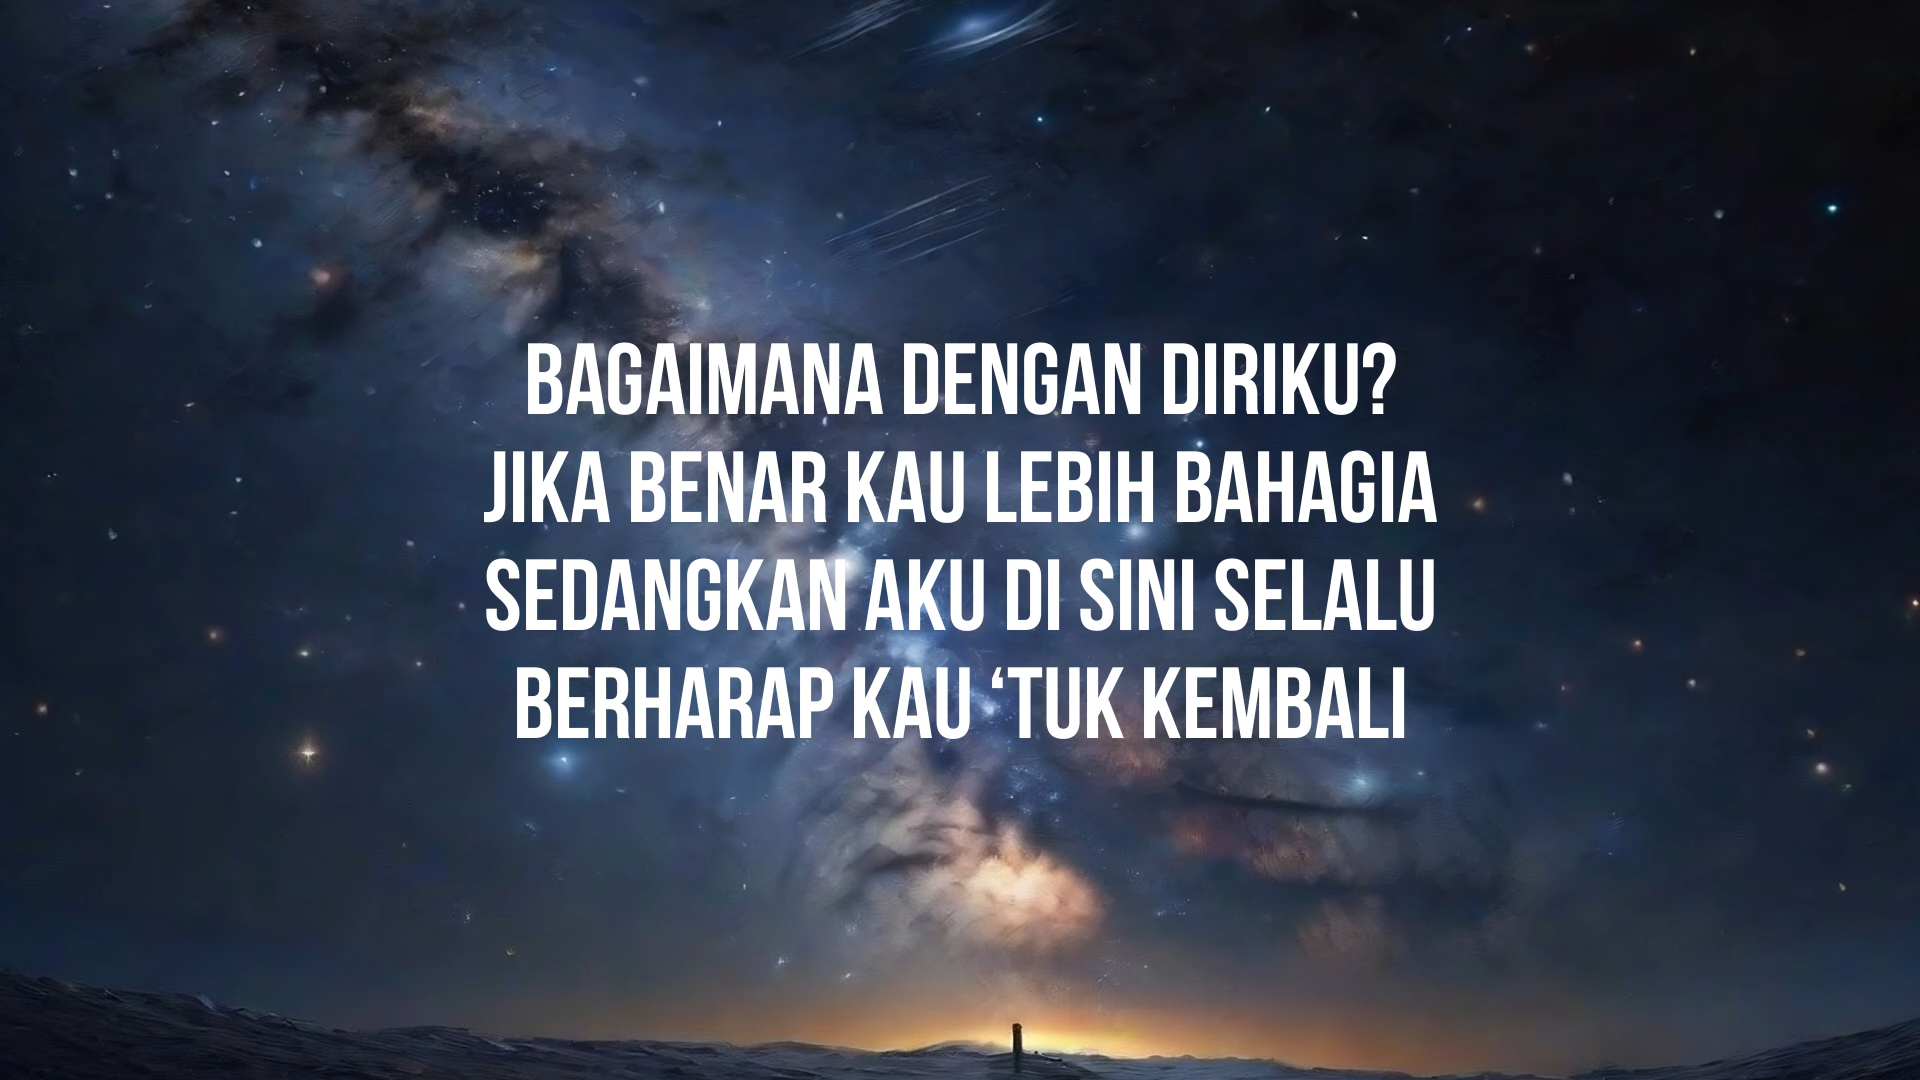 BAGAIMANA DENGAN DIRIKU?
JIKA BENAR KAU LEBIH BAHAGIA
SEDANGKAN AKU DI SINI SELALU
BERHARAP KAU ‘TUK KEMBALI